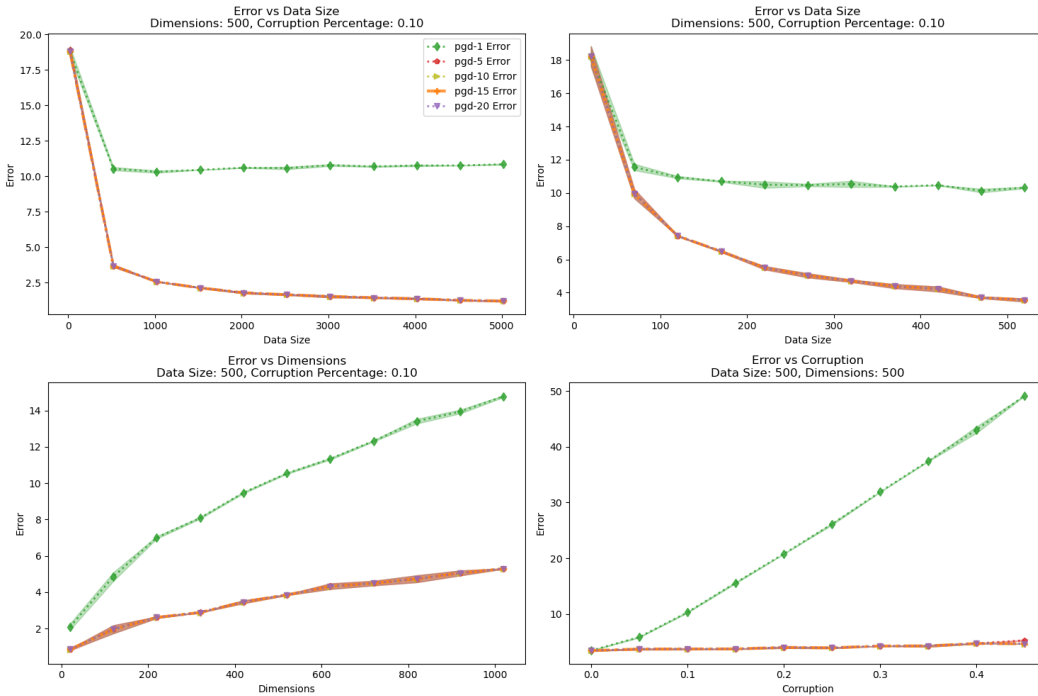 Error vs Data Size
Dimensions: 500, Corruption Percentage: 0.10
20.0
17.5
15.0
12.5
10.0
7.5
5.0
2.5
Error
pgd-1 Error
pgd-5 Error
pgd-10 Error
pgd-15 Error
pgd-20 Error
0 1000 2000 3000 4000 5000
Data Size
Error vs Data Size
Dimensions: 500, Corruption Percentage: 0.10
18
16
14
12
10
8
6
4
Error
0 100 200 300 400 500
Data Size
Error vs Dimensions
Data Size: 500, Corruption Percentage: 0.10
14
12
10
8
6
4
2
Error
0 200 400 600 800 1000
Dimensions
Error vs Corruption
Data Size: 500, Dimensions: 500
50
40
30
20
10
Error
0.0 0.1 0.2 0.3 0.4
Corruption